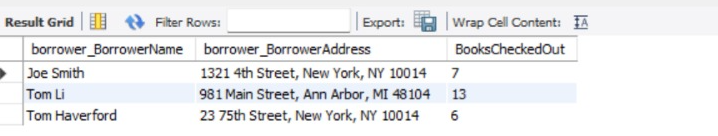 Result Grid Filter Rows: Export: Wrap Cell Content: IA
borrower_BorrowerName borrower_BorrowerAddress BooksCheckedOut
Joe Smith 1321 4th Street, New York, NY 10014 7
Tom Li 981 Main Street, Ann Arbor, MI 48104 13
Tom Haverford 23 75th Street, New York, NY 10014 6